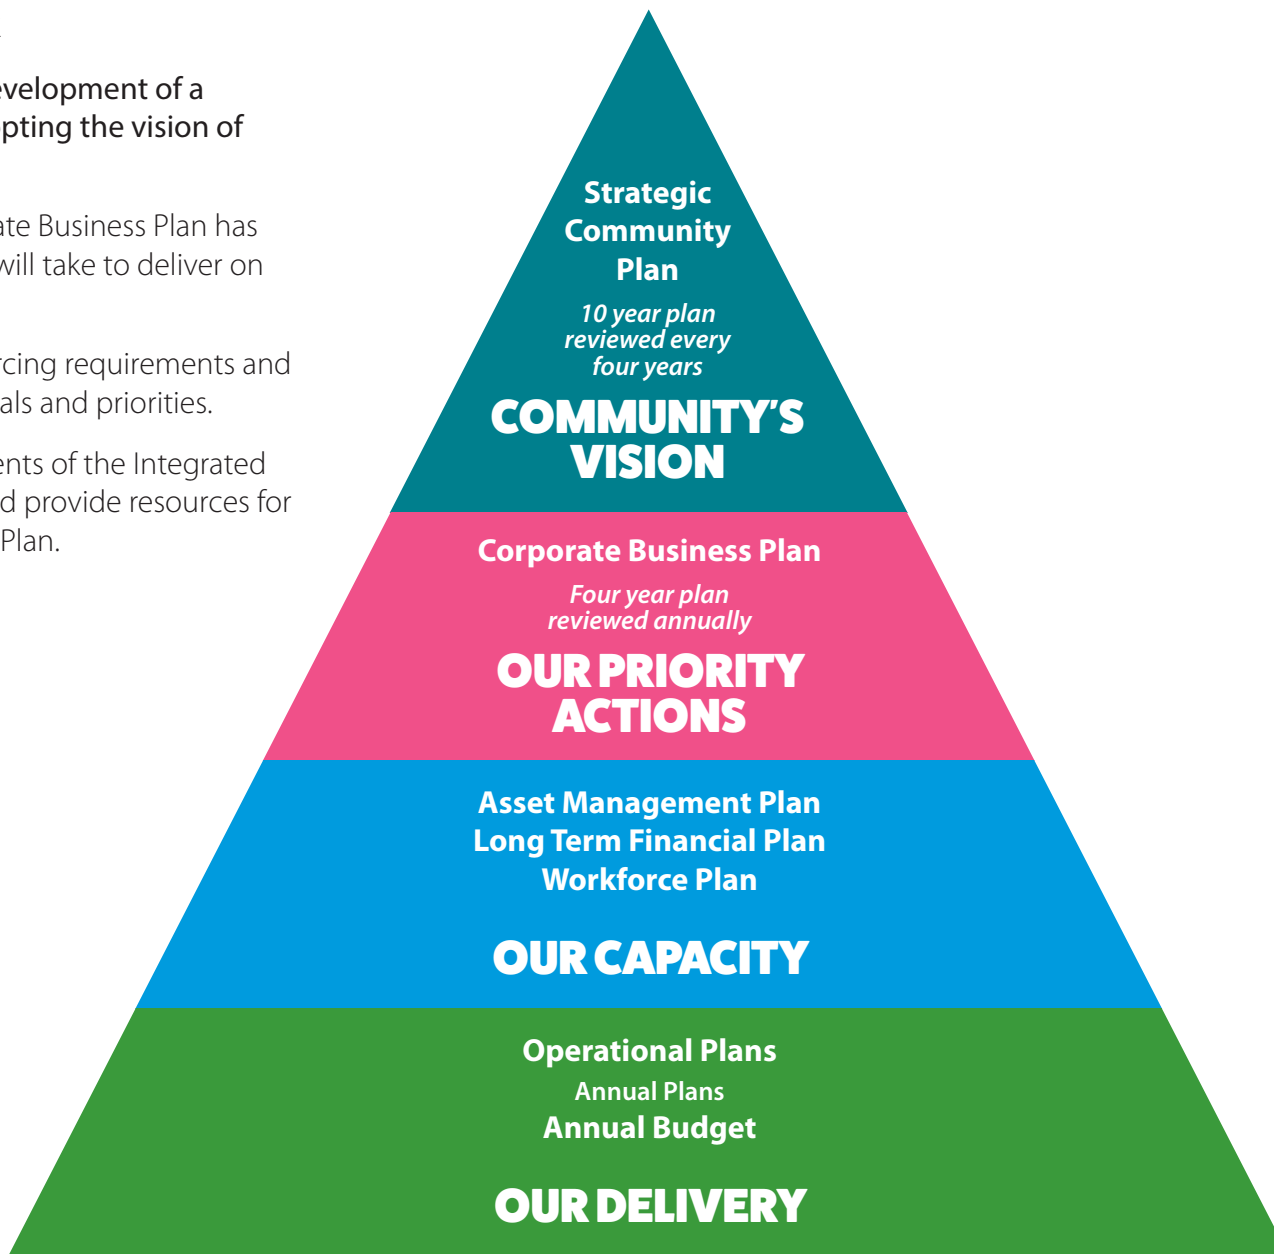 evelopment of a
pting the vision of
ate Business Plan has
will take to deliver on
rcing requirements and
als and priorities.
ents of the Integrated
d provide resources for
Plan.
Strategic
Community
Plan
10 year plan
reviewed every
four years
COMMUNITY'S
VISION
Corporate Business Plan
Four year plan
reviewed annually
OUR PRIORITY
ACTIONS
Asset Management Plan
Long Term Financial Plan
Workforce Plan
OUR CAPACITY
Operational Plans
Annual Plans
Annual Budget
OUR DELIVERY